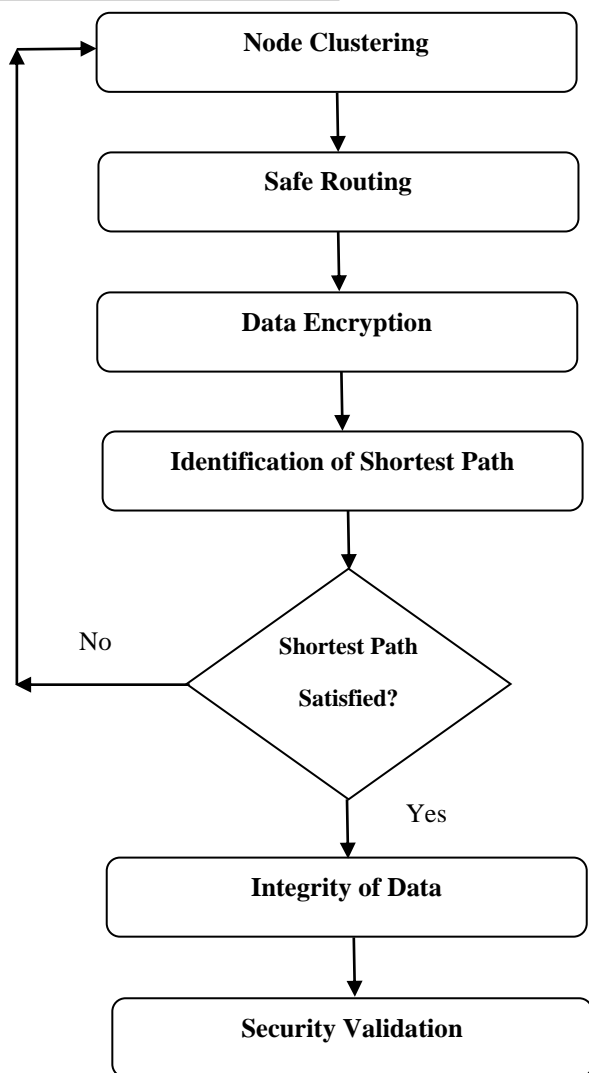 Node Clustering
Safe Routing
Data Encryption
Identification of Shortest Path
No
Shortest Path
Satisfied?
Yes
Integrity of Data
Security Validation